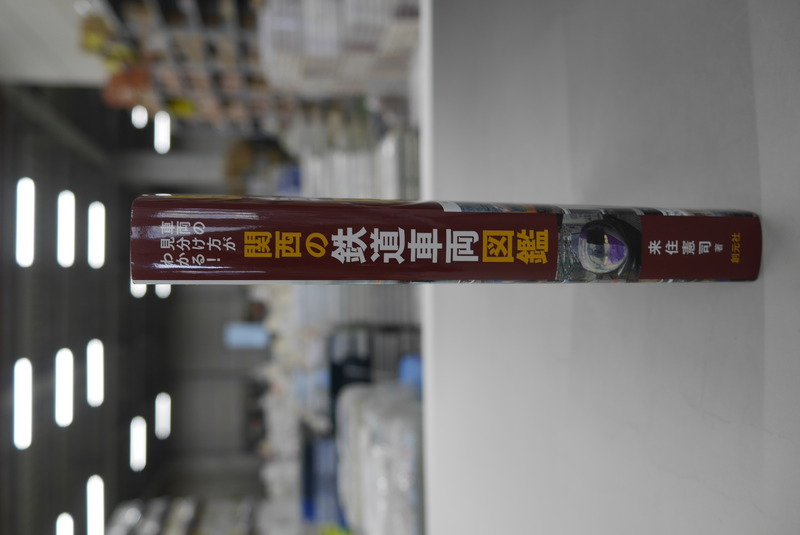 車両の
見分け方が
わかる!
関西の鉄道車両図鑑
来住憲司 著
創元社